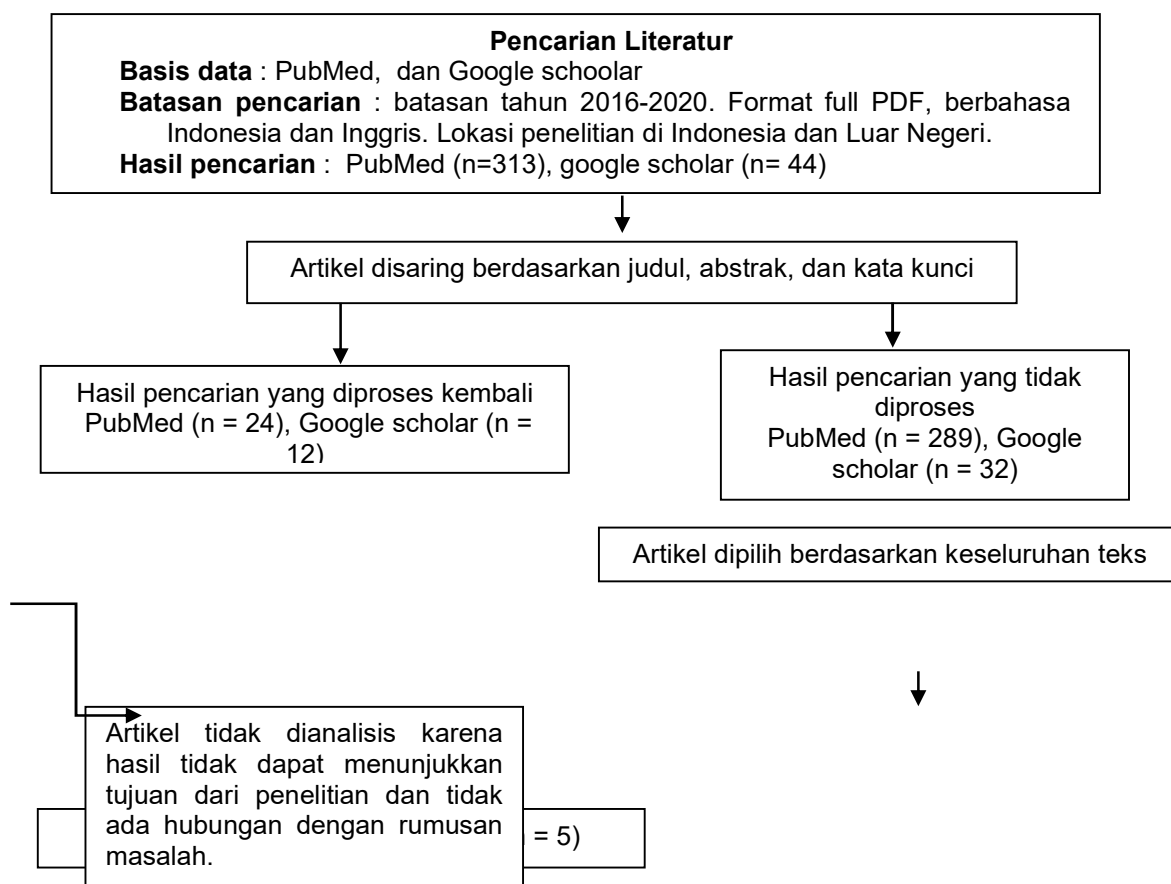 Pencarian Literatur
Basis data : PubMed, dan Google schoolar
Batasan pencarian : batasan tahun 2016-2020. Format full PDF, berbahasa
Indonesia dan Inggris. Lokasi penelitian di Indonesia dan Luar Negeri.
Hasil pencarian : PubMed (n=313), google scholar (n= 44)
Artikel disaring berdasarkan judul, abstrak, dan kata kunci
Hasil pencarian yang diproses kembali
PubMed (n = 24), Google scholar (n =
12)
Hasil pencarian yang tidak
diproses
PubMed (n = 289), Google
scholar (n = 32)
Artikel dipilih berdasarkan keseluruhan teks
Artikel tidak dianalisis karena
hasil tidak dapat menunjukkan
tujuan dari penelitian dan tidak
ada hubungan dengan rumusan
masalah.
= 5)